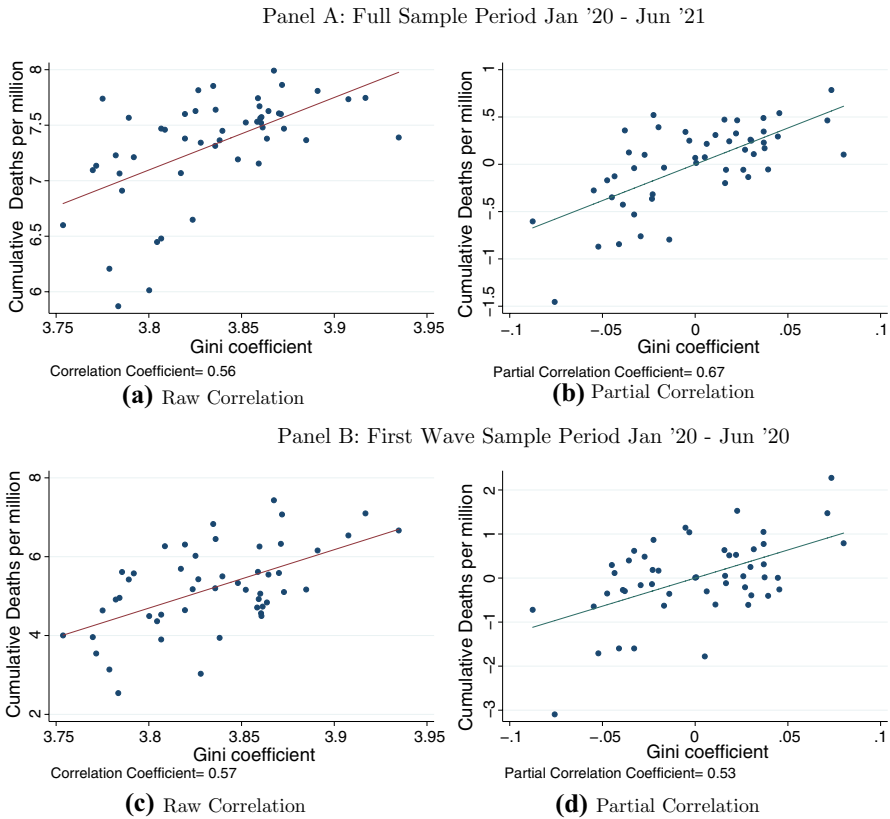 Panel A: Full Sample Period Jan '20 - Jun '21
Cumulative Deaths per million
8
7.5
7
6.5
6
3.75
3.8
3.85
3.9
3.95
Gini coefficient
Correlation Coefficient= 0.56
(a) Raw Correlation
Cumulative Deaths per million
1
.5
0
-.5
-1
-1.5
-.1
-.05
0
.05
.1
Gini coefficient
Partial Correlation Coefficient= 0.67
(b) Partial Correlation
Panel B: First Wave Sample Period Jan '20 - Jun '20
Cumulative Deaths per million
8
6
4
2
3.75
3.8
3.85
3.9
3.95
Gini coefficient
Correlation Coefficient= 0.57
(c) Raw Correlation
Cumulative Deaths per million
2
1
0
-1
-2
-3
-.1
-.05
0
.05
.1
Gini coefficient
Partial Correlation Coefficient= 0.53
(d) Partial Correlation